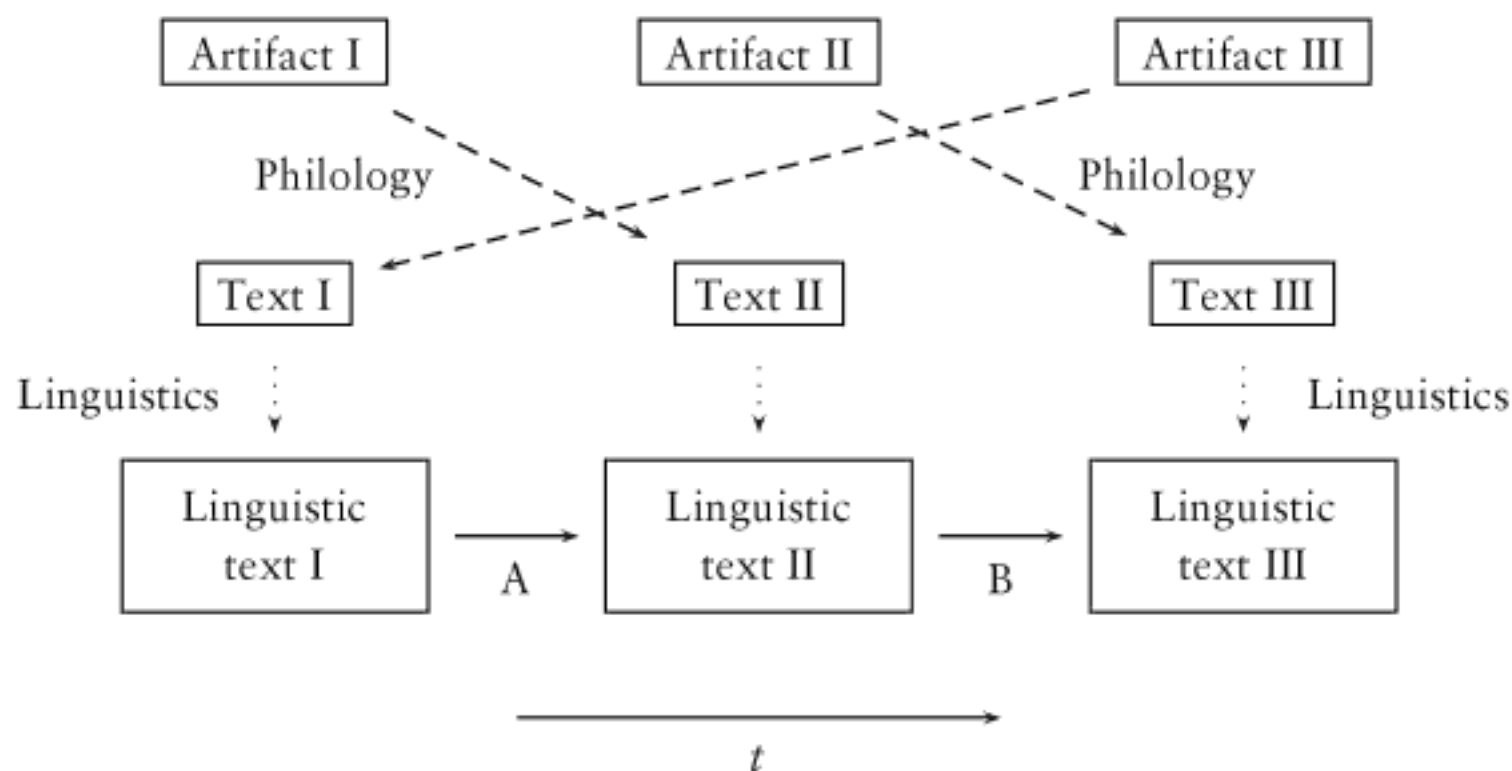 Artifact I
Artifact II
Artifact III
Philology
Philology
Text I
Text II
Text III
Linguistics
Linguistics
Linguistic
text I
A
Linguistic
text II
B
Linguistic
text III
t